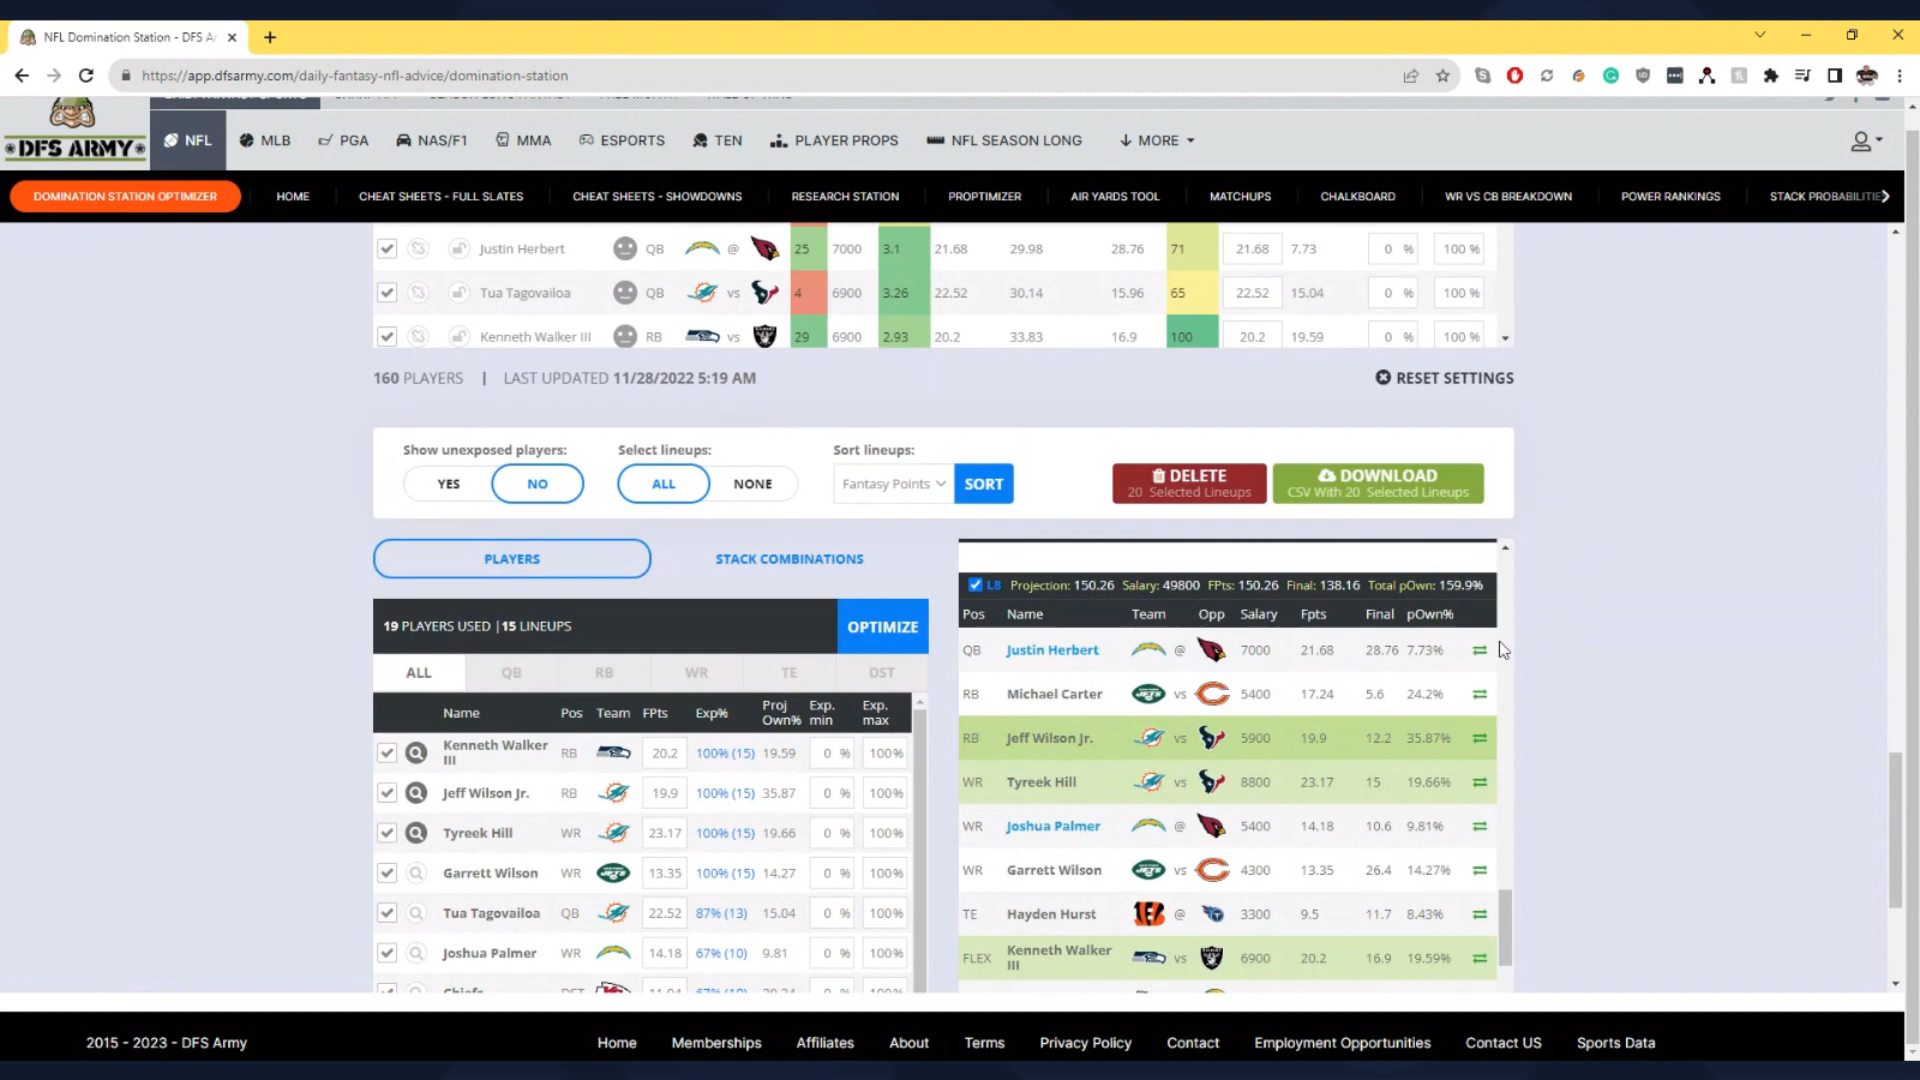 NFL Domination Station - DFS A
https://app.dfsarmy.com/daily-fantasy-nfl-advice/domination-station
DFS ARMY
NFL MLB PGA NAS/F1 MMA ESPORTS TEN PLAYER PROPS NFL SEASON LONG MORE
DOMINATION STATION OPTIMIZER HOME CHEAT SHEETS - FULL SLATES CHEAT SHEETS - SHOWDOWNS RESEARCH STATION PROPTIMIZER AIR YARDS TOOL MATCHUPS CHALKBOARD WR VS CB BREAKDOWN POWER RANKINGS STACK PROBABILITIE
Justin Herbert QB @ 25 7000 3.1 21.68 29.98 28.76 71 21.68 7.73 0 % 100 %
Tua Tagovailoa QB vs 4 6900 3.26 22.52 30.14 15.96 65 22.52 15.04 0 % 100 %
Kenneth Walker III RB vs 29 6900 2.93 20.2 33.83 16.9 100 20.2 19.59 0 % 100 %
160 PLAYERS | LAST UPDATED 11/28/2022 5:19 AM RESET SETTINGS
Show unexposed players: Select lineups: Sort lineups:
YES NO ALL NONE Fantasy Points SORT
DELETE
20 Selected Lineups
DOWNLOAD
CSV With 20 Selected Lineups
PLAYERS STACK COMBINATIONS
19 PLAYERS USED |15 LINEUPS OPTIMIZE
ALL QB RB WR TE DST
Name Pos Team FPts Exp% Proj Own% Exp. min Exp. max
Kenneth Walker III RB 20.2 100% (15) 19.59 0 % 100%
Jeff Wilson Jr. RB 19.9 100% (15) 35.87 0 % 100%
Tyreek Hill WR 23.17 100% (15) 19.66 0 % 100%
Garrett Wilson WR 13.35 100% (15) 14.27 0 % 100%
Tua Tagovailoa QB 22.52 87% (13) 15.04 0 % 100%
Joshua Palmer WR 14.18 67% (10) 9.81 0 % 100%
Chiefs DST
L8 Projection: 150.26 Salary: 49800 FPts: 150.26 Final: 138.16 Total pOwn: 159.9%
Pos Name Team Opp Salary Fpts Final pOwn%
QB Justin Herbert @ 7000 21.68 28.76 7.73%
RB Michael Carter vs 5400 17.24 5.6 24.2%
RB Jeff Wilson Jr. vs 5900 19.9 12.2 35.87%
WR Tyreek Hill vs 8800 23.17 15 19.66%
WR Joshua Palmer @ 5400 14.18 10.6 9.81%
WR Garrett Wilson vs 4300 13.35 26.4 14.27%
TE Hayden Hurst @ 3300 9.5 11.7 8.43%
FLEX Kenneth Walker III vs 6900 20.2 16.9 19.59%
2015 - 2023 - DFS Army Home Memberships Affiliates About Terms Privacy Policy Contact Employment Opportunities Contact US Sports Data